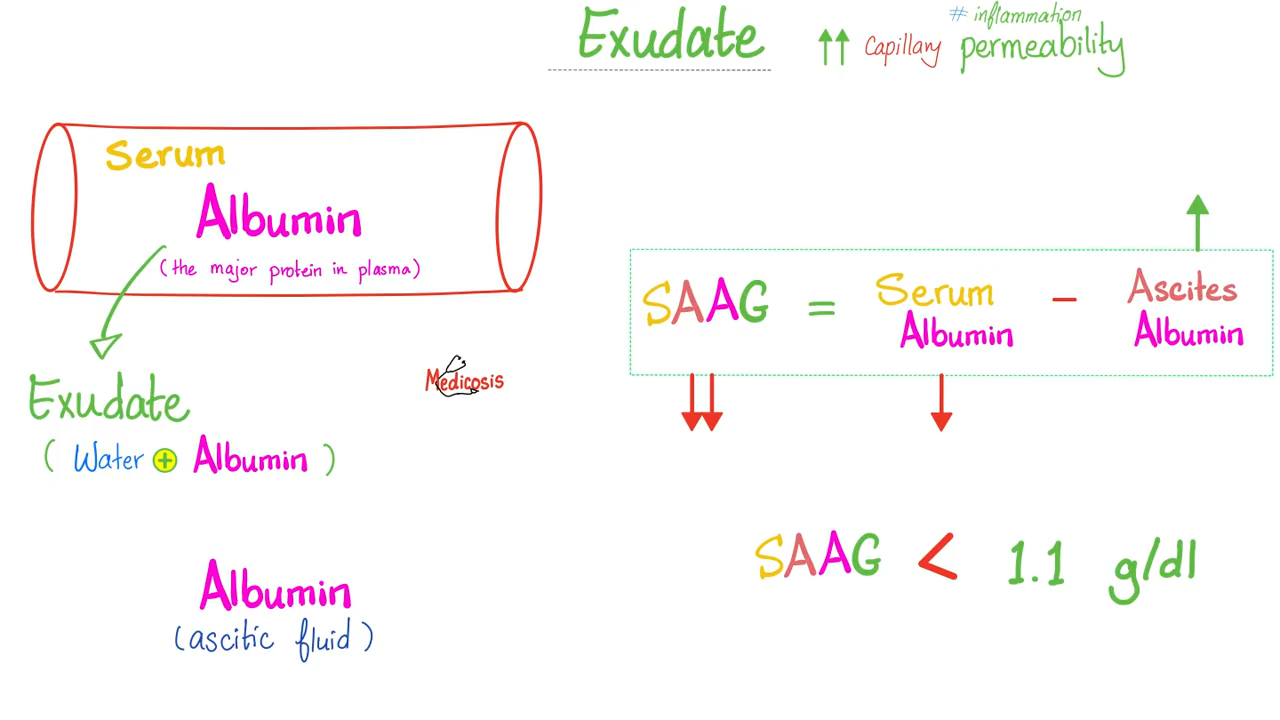 Exudate ↑↑ Capillary permeability
# inflammation
Serum
Albumin
(the major protein in plasma)
Exudate
( Water + Albumin )
Albumin
(ascitic fluid)
Medicosis
SAAG = Serum Albumin − Ascites Albumin
SAAG < 1.1 g/dl